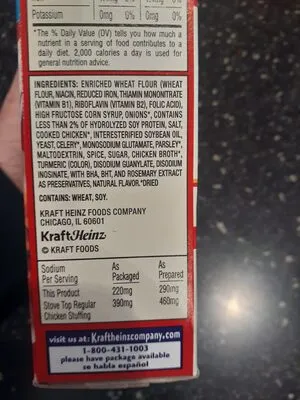 Potassium 0mg 0% 0mg 0%
*The % Daily Value (DV) tells you how much a
nutrient in a serving of food contributes to a
daily diet. 2,000 calories a day is used for
general nutrition advice.
INGREDIENTS: ENRICHED WHEAT FLOUR (WHEAT
FLOUR, NIACIN, REDUCED IRON, THIAMIN MONONITRATE
(VITAMIN B1), RIBOFLAVIN (VITAMIN B2), FOLIC ACID),
HIGH FRUCTOSE CORN SYRUP, ONIONS*, CONTAINS
LESS THAN 2% OF HYDROLYZED SOY PROTEIN, SALT,
COOKED CHICKEN*, INTERESTERIFIED SOYBEAN OIL,
YEAST, CELERY*, MONOSODIUM GLUTAMATE, PARSLEY*,
MALTODEXTRIN, SPICE, SUGAR, CHICKEN BROTH*,
TURMERIC (COLOR), DISODIUM GUANYLATE, DISODIUM
INOSINATE, WITH BHA, BHT, AND ROSEMARY EXTRACT
AS PRESERVATIVES, NATURAL FLAVOR. *DRIED
CONTAINS: WHEAT, SOY.
KRAFT HEINZ FOODS COMPANY
CHICAGO, IL 60601
KraftHeinz
© KRAFT FOODS
Sodium As As
Per Serving Packaged Prepared
This Product 220mg 290mg
Stove Top Regular 390mg 460mg
Chicken Stuffing
visit us at: Kraftheinzcompany.com
1-800-431-1003
please have package available
se habla español